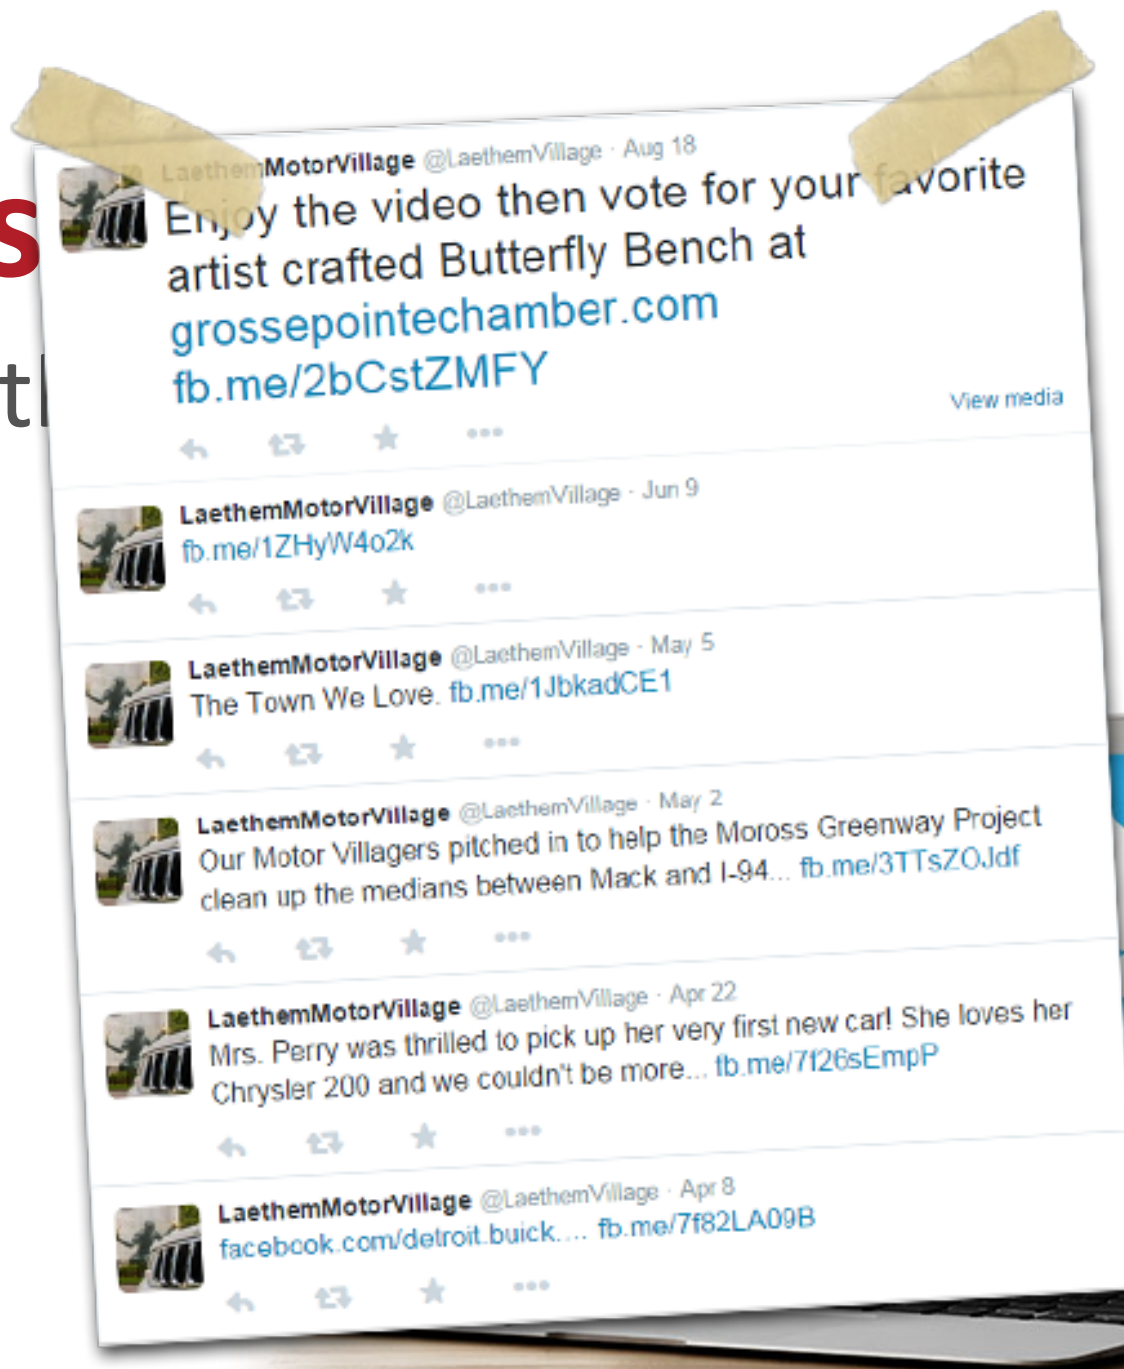 s
th
LaethemMotorVillage @LaethemVillage · Aug 18
Enjoy the video then vote for your favorite
artist crafted Butterfly Bench at
grossepointechamber.com
fb.me/2bCstZMFY
View media
LaethemMotorVillage @LaethemVillage · Jun 9
fb.me/1ZHyW4o2k
LaethemMotorVillage @LaethemVillage · May 5
The Town We Love. fb.me/1JbkadCE1
LaethemMotorVillage @LaethemVillage · May 2
Our Motor Villagers pitched in to help the Moross Greenway Project
clean up the medians between Mack and I-94... fb.me/3TTsZOJdf
LaethemMotorVillage @LaethemVillage · Apr 22
Mrs. Perry was thrilled to pick up her very first new car! She loves her
Chrysler 200 and we couldn't be more... fb.me/7f26sEmpP
LaethemMotorVillage @LaethemVillage · Apr 8
facebook.com/detroit.buick.... fb.me/7f82LA09B